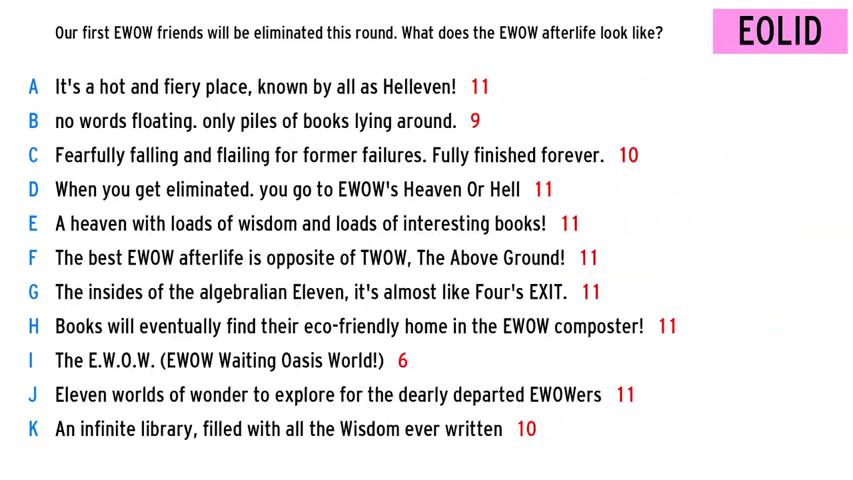 Our first EWOW friends will be eliminated this round. What does the EWOW afterlife look like?
EOLID
A It's a hot and fiery place, known by all as Helleven! 11
B no words floating. only piles of books lying around. 9
C Fearfully falling and flailing for former failures. Fully finished forever. 10
D When you get eliminated. you go to EWOW's Heaven Or Hell 11
E A heaven with loads of wisdom and loads of interesting books! 11
F The best EWOW afterlife is opposite of TWOW, The Above Ground! 11
G The insides of the algebralian Eleven, it's almost like Four's EXIT. 11
H Books will eventually find their eco-friendly home in the EWOW composter! 11
I The E.W.O.W. (EWOW Waiting Oasis World!) 6
J Eleven worlds of wonder to explore for the dearly departed EWOWers 11
K An infinite library, filled with all the Wisdom ever written 10